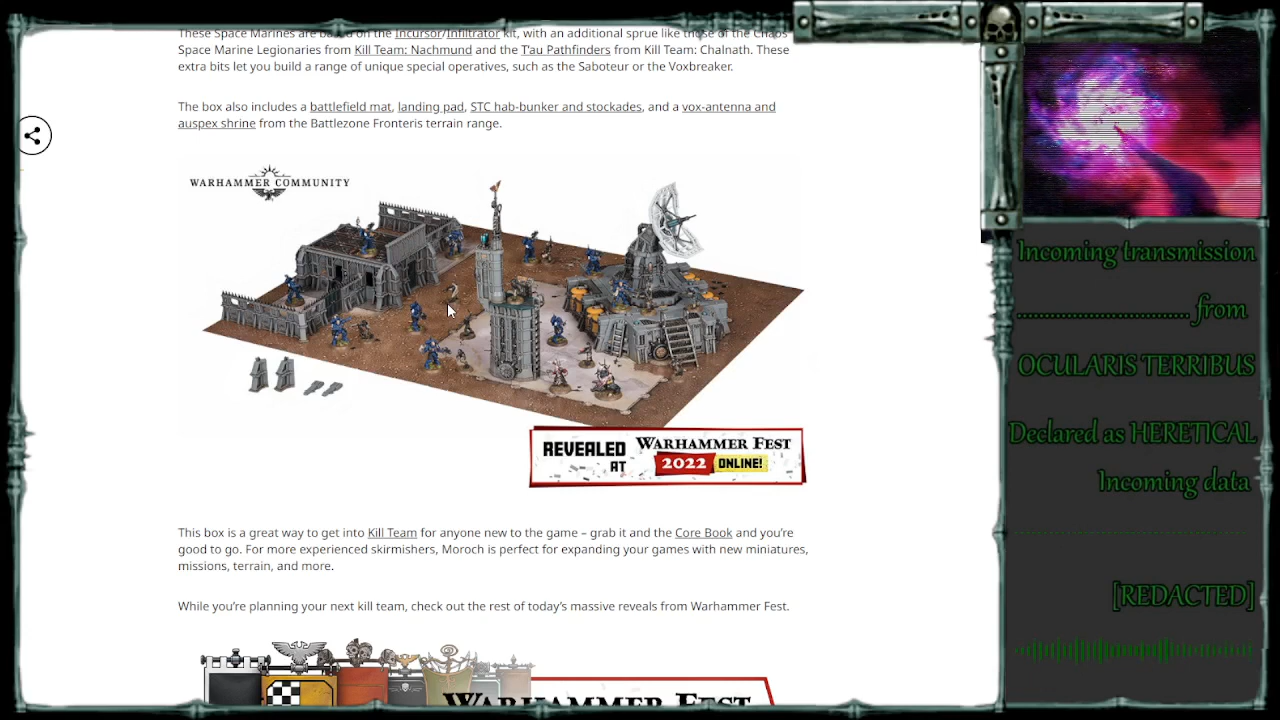 These Space Marines are based on the Incursor/Infiltrator kit, with an additional sprue like those of the Chaos
Space Marine Legionaries from Kill Team: Nachmund and the T'au Pathfinders from Kill Team: Chalnath. These
extra bits let you build a range of unique special operatives, such as the Saboteur or the Voxbreaker.
The box also includes a battlefield mat, landing pad, STC hab-bunker and stockades, and a vox-antenna and
auspex shrine from the Battlezone Fronteris terrain range.
WARHAMMER COMMUNITY
REVEALED
AT
WARHAMMER FEST
2022 ONLINE!
This box is a great way to get into Kill Team for anyone new to the game – grab it and the Core Book and you're
good to go. For more experienced skirmishers, Moroch is perfect for expanding your games with new miniatures,
missions, terrain, and more.
While you're planning your next kill team, check out the rest of today's massive reveals from Warhammer Fest.
WARHAMMER FEST
Incoming transmission
.............................. from
OCULARIS TERRIBUS
Declared as HERETICAL
Incoming data
[REDACTED]